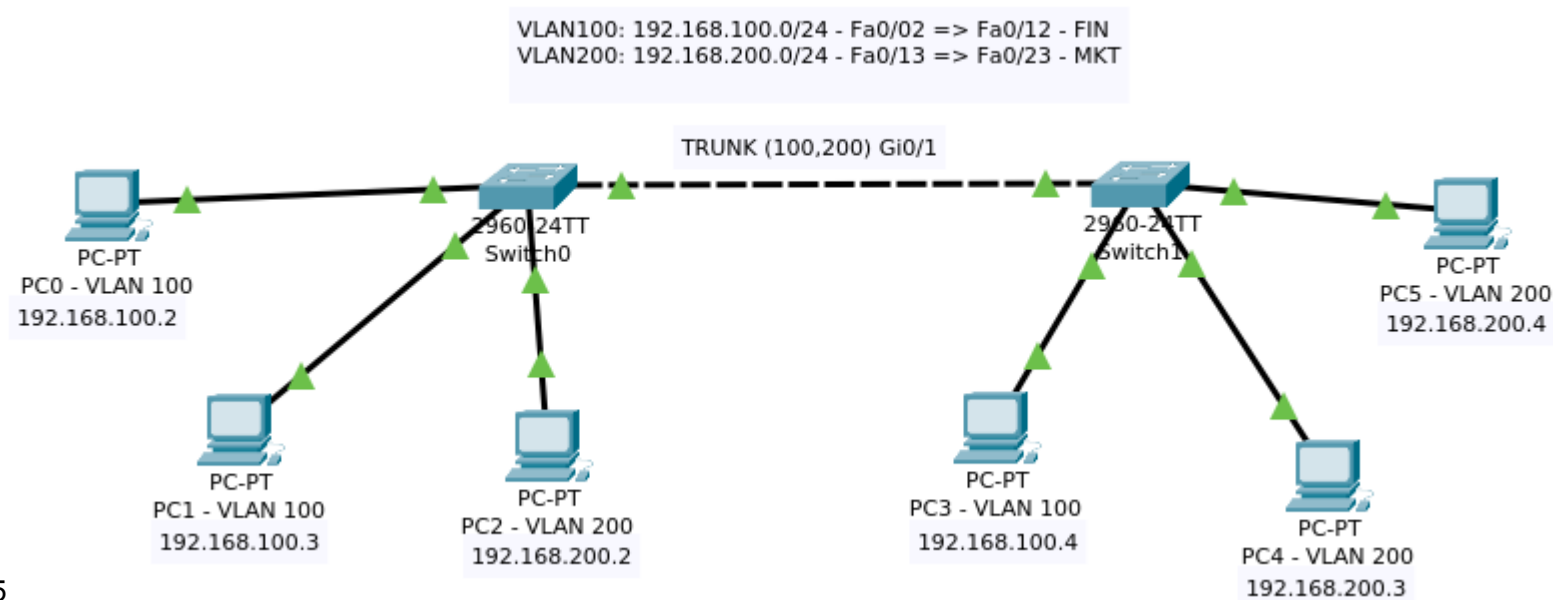 VLAN100: 192.168.100.0/24 - Fa0/02 => Fa0/12 - FIN
VLAN200: 192.168.200.0/24 - Fa0/13 => Fa0/23 - MKT
TRUNK (100,200) Gi0/1
2960-24TT
Switch0
2960-24TT
Switch1
PC-PT
PC0 - VLAN 100
192.168.100.2
PC-PT
PC5 - VLAN 200
192.168.200.4
PC-PT
PC1 - VLAN 100
192.168.100.3
PC-PT
PC2 - VLAN 200
192.168.200.2
PC-PT
PC3 - VLAN 100
192.168.100.4
PC-PT
PC4 - VLAN 200
192.168.200.3